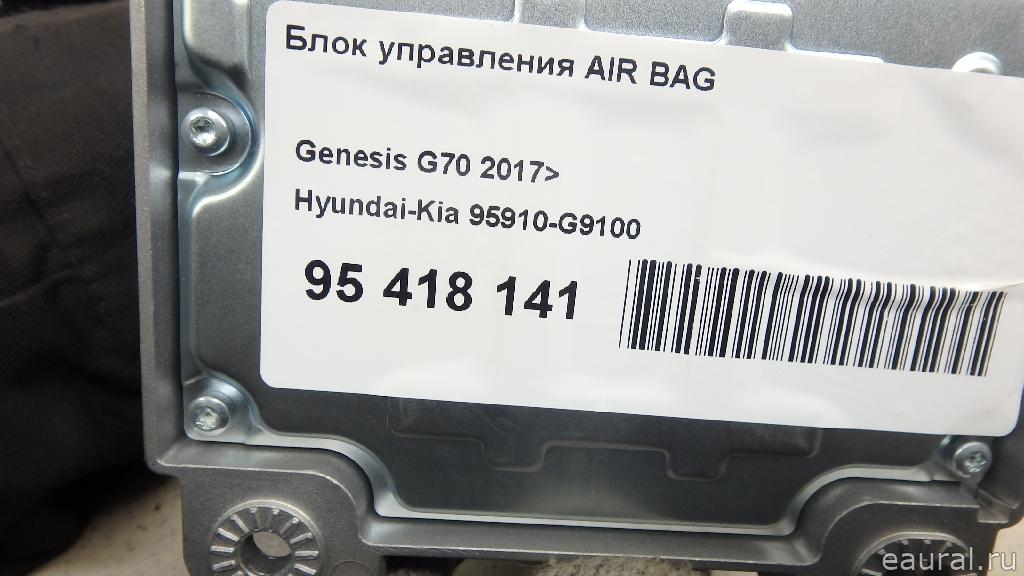 Блок управления AIR BAG
Genesis G70 2017>
Hyundai-Kia 95910-G9100
95 418 141
eaural.ru